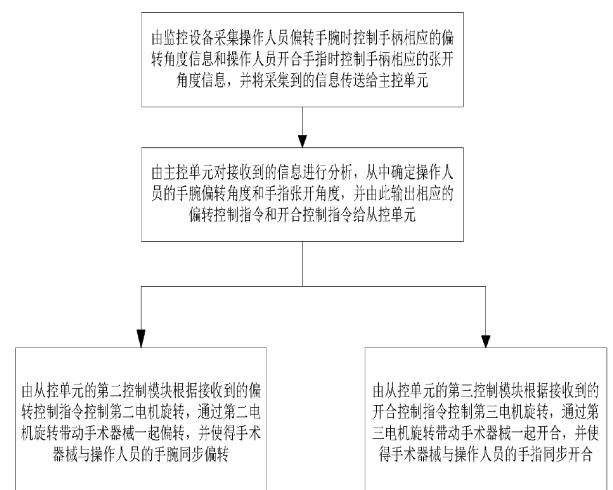 由监控设备采集操作人员偏转手腕时控制手柄相应的偏
转角度信息和操作人员开合手指时控制手柄相应的张开
角度信息，并将采集到的信息传送给主控单元
由主控单元对接收到的信息进行分析，从中确定操作人
员的手腕偏转角度和手指张开角度，并由此输出相应的
偏转控制指令和开合控制指令给从控单元
由从控单元的第二控制模块根据接收到的偏
转控制指令控制第二电机旋转，通过第二电
机旋转带动手术器械一起偏转，并使得手术
器械与操作人员的手腕同步偏转
由从控单元的第三控制模块根据接收到的
开合控制指令控制第三电机旋转，通过第
三电机旋转带动手术器械一起开合，并使
得手术器械与操作人员的手指同步开合